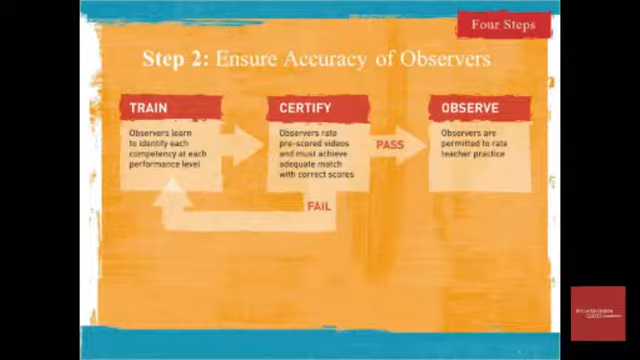 Four Steps
Step 2: Ensure Accuracy of Observers
TRAIN
Observers learn
to identify each
competency at each
performance level
CERTIFY
Observers rate
pre-scored videos
and must achieve
adequate match
with correct scores
PASS
OBSERVE
Observers are
permitted to rate
teacher practice
FAIL